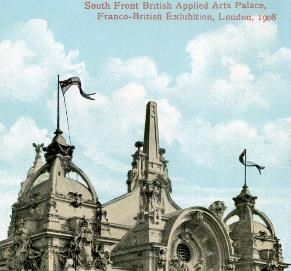 South Front British Applied Arts Palace,
Franco-British Exhibition, London, 1908